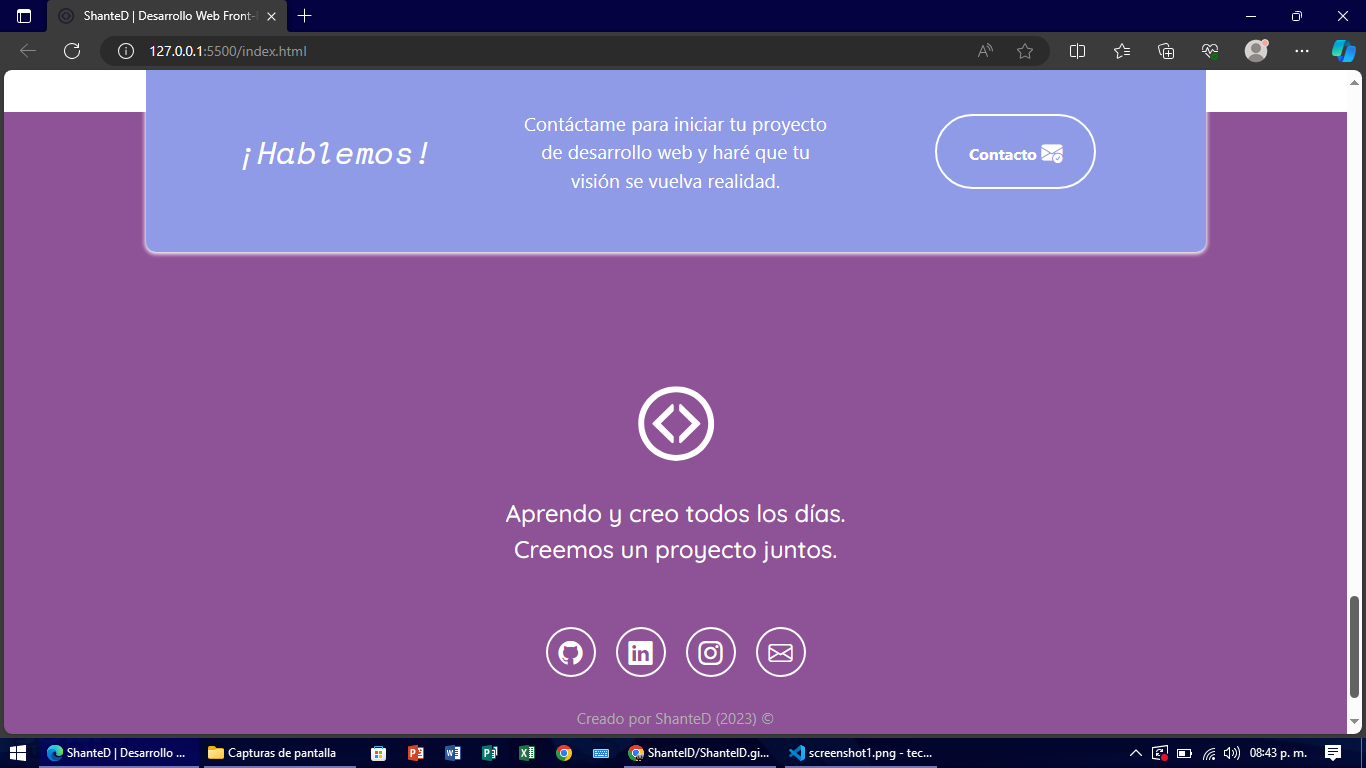 ShanteD | Desarrollo Web Front-
127.0.0.1:5500/index.html
¡Hablemos!
Contáctame para iniciar tu proyecto
de desarrollo web y haré que tu
visión se vuelva realidad.
Contacto
Aprendo y creo todos los días.
Creemos un proyecto juntos.
Creado por ShanteD (2023) ©
ShanteD | Desarrollo ...
Capturas de pantalla
ShantelD/ShantelD.gi...
screenshot1.png - tec...
08:43 p. m.